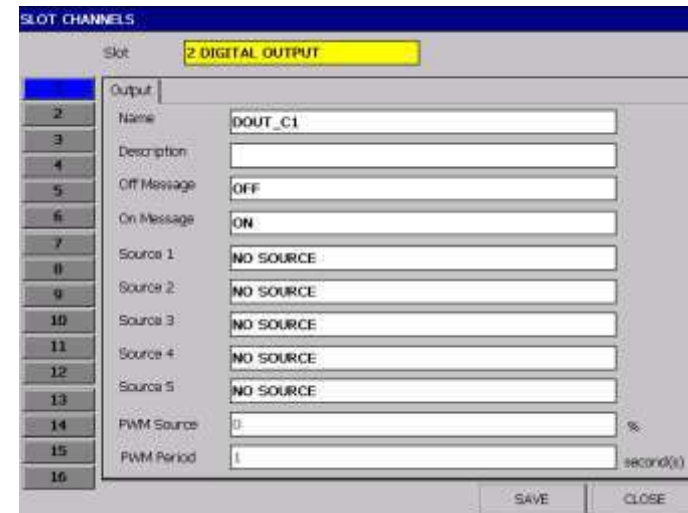 SLOT CHANNELS
Slot 2 DIGITAL OUTPUT
1
2
3
4
5
6
7
8
9
10
11
12
13
14
15
16
Output
Name DOUT_C1
Description
Off Message OFF
On Message ON
Source 1 NO SOURCE
Source 2 NO SOURCE
Source 3 NO SOURCE
Source 4 NO SOURCE
Source 5 NO SOURCE
PWM Source 0 %
PWM Period 1 second(s)
SAVE CLOSE